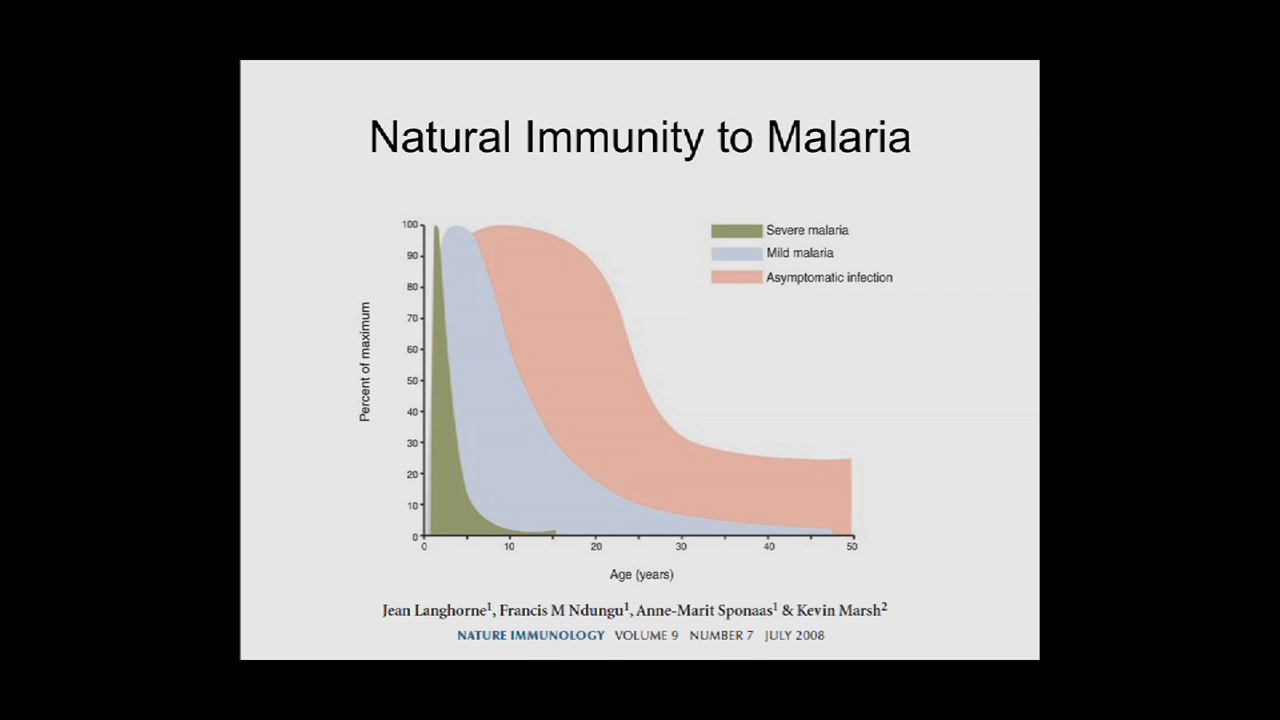 Natural Immunity to Malaria
Severe malaria
Mild malaria
Asymptomatic infection
Percent of maximum
100
90
80
70
60
50
40
30
20
10
0
0 10 20 30 40 50
Age (years)
Jean Langhorne1, Francis M Ndungu1, Anne-Marit Sponaas1 & Kevin Marsh2
NATURE IMMUNOLOGY VOLUME 9 NUMBER 7 JULY 2008